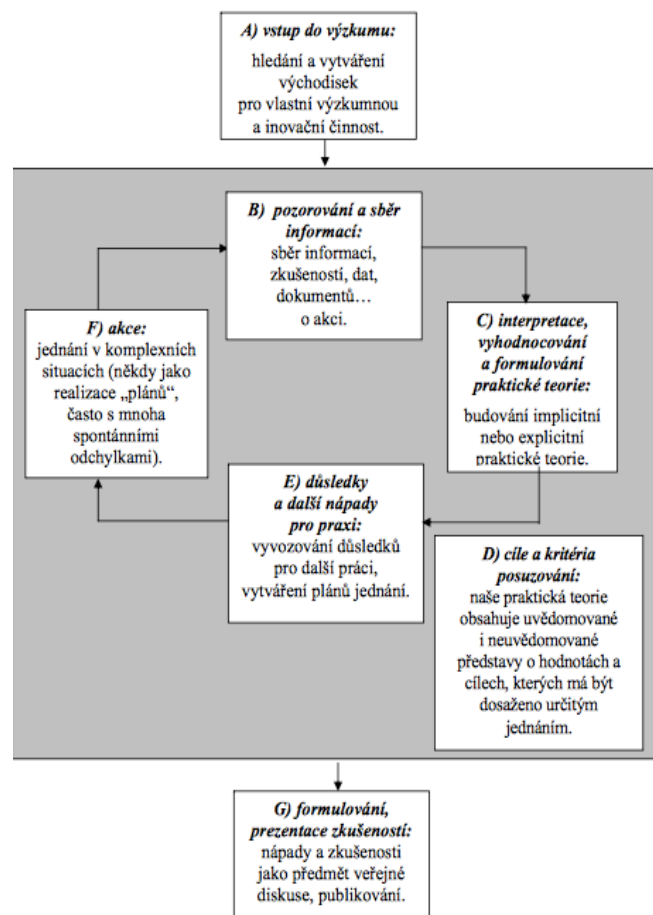 A) vstup do výzkumu:
hledání a vytváření
východisek
pro vlastní výzkumnou
a inovační činnost.
B) pozorování a sběr
informací:
sběr informací,
zkušeností, dat,
dokumentů…
o akci.
C) interpretace,
vyhodnocování
a formulování
praktické teorie:
budování implicitní
nebo explicitní
praktické teorie.
D) cíle a kritéria
posuzování:
naše praktická teorie
obsahuje uvědomované
i neuvědomované
představy o hodnotách a
cílech, kterých má být
dosaženo určitým
jednáním.
E) důsledky
a další nápady
pro praxi:
vyvozování důsledků
pro další práci,
vytváření plánů jednání.
F) akce:
jednání v komplexních
situacích (někdy jako
realizace „plánů“,
často s mnoha
spontánními
odchylkami).
G) formulování,
prezentace zkušeností:
nápady a zkušenosti
jako předmět veřejné
diskuse, publikování.